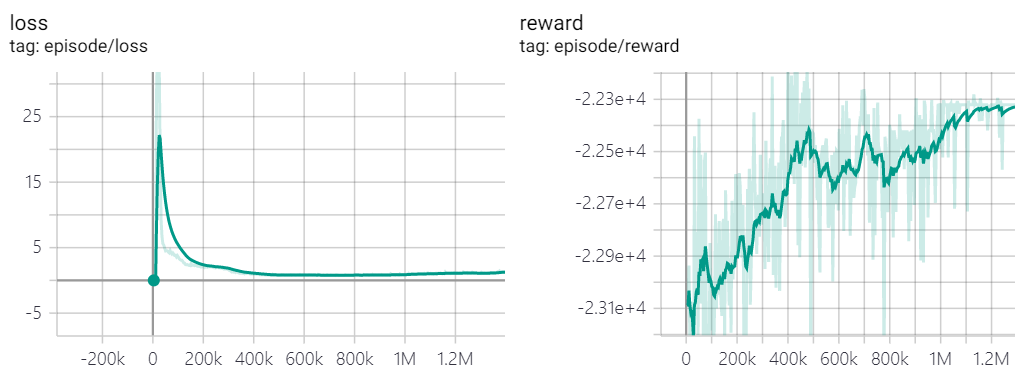 loss
tag: episode/loss
25
15
5
-5
-200k 0 200k 400k 600k 800k 1M 1.2M
reward
tag: episode/reward
-2.23e+4
-2.25e+4
-2.27e+4
-2.29e+4
-2.31e+4
0 200k 400k 600k 800k 1M 1.2M